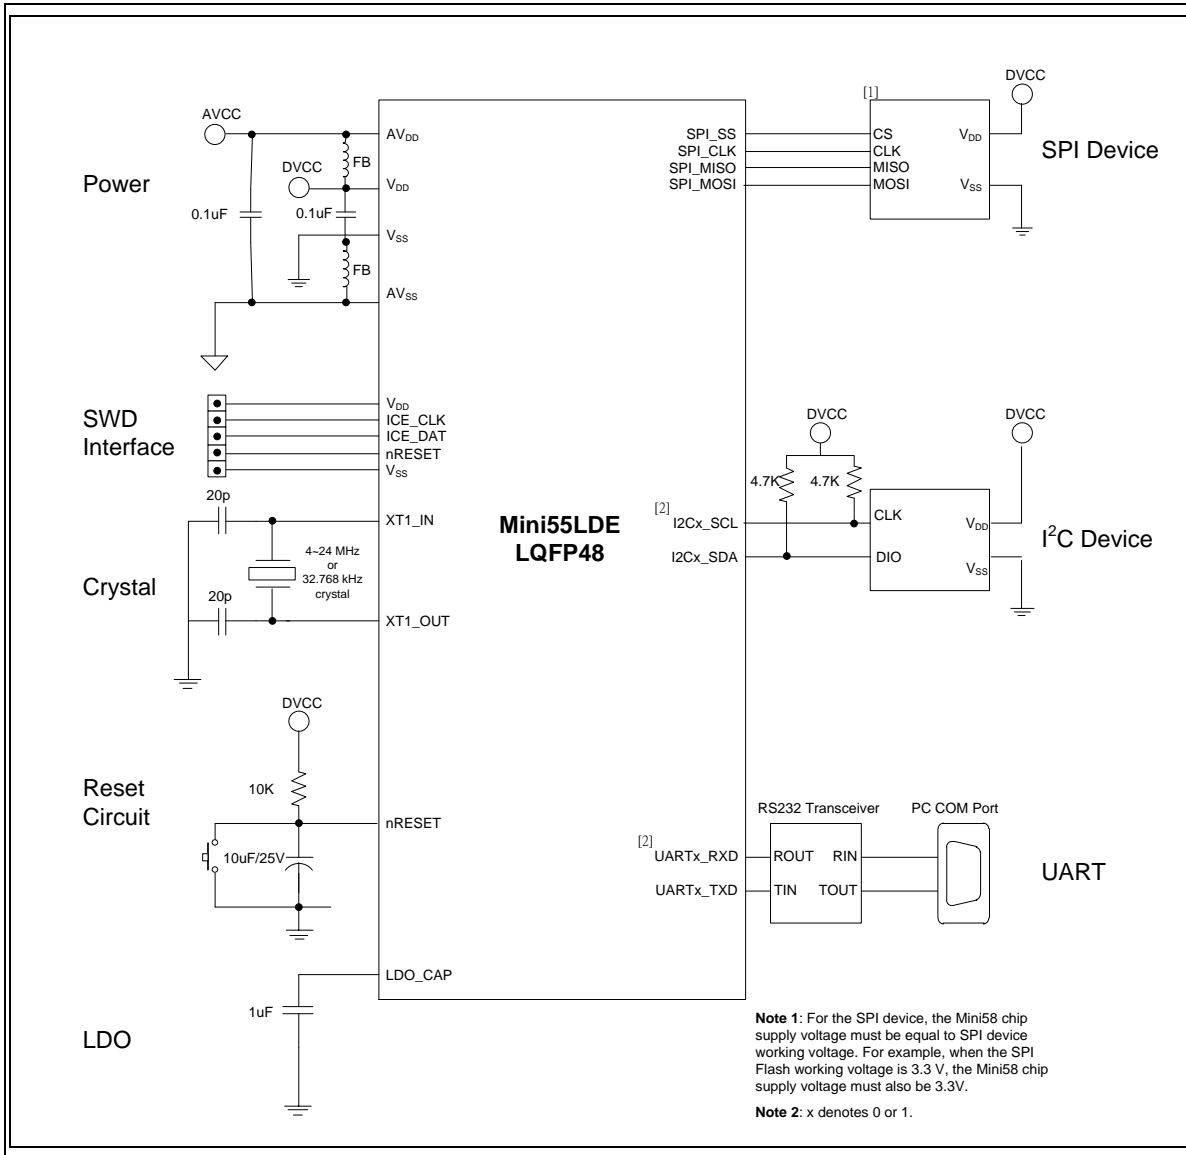 Power
AVCC
DVCC
FB
0.1uF
0.1uF
FB
AVDD
VDD
VSS
AVSS
SWD
Interface
VDD
ICE_CLK
ICE_DAT
nRESET
VSS
Crystal
20p
20p
4~24 MHz
or
32.768 kHz
crystal
XT1_IN
XT1_OUT
Reset
Circuit
DVCC
10K
10uF/25V
nRESET
LDO
1uF
LDO_CAP
Mini55LDE
LQFP48
SPI_SS
SPI_CLK
SPI_MISO
SPI_MOSI
[1]
CS
CLK
MISO
MOSI
VDD
VSS
DVCC
SPI Device
[2]
I2Cx_SCL
I2Cx_SDA
DVCC
4.7K
4.7K
CLK
DIO
VDD
VSS
DVCC
I2C Device
[2]
UARTx_RXD
UARTx_TXD
RS232 Transceiver
ROUT RIN
TIN TOUT
PC COM Port
UART
Note 1: For the SPI device, the Mini58 chip
supply voltage must be equal to SPI device
working voltage. For example, when the SPI
Flash working voltage is 3.3 V, the Mini58 chip
supply voltage must also be 3.3V.
Note 2: x denotes 0 or 1.